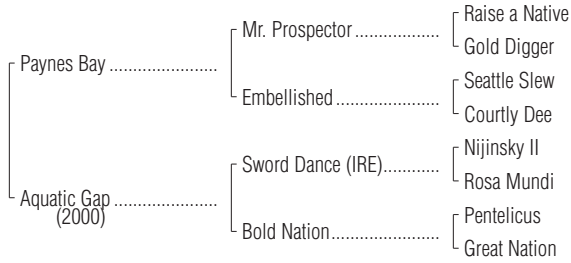 Raise a Native
Mr. Prospector ..................
Gold Digger
Paynes Bay .......................
Seattle Slew
Embellished ......................
Courtly Dee
Nijinsky II
Sword Dance (IRE)............
Rosa Mundi
Aquatic Gap ......................
(2000)
Pentelicus
Bold Nation.......................
Great Nation